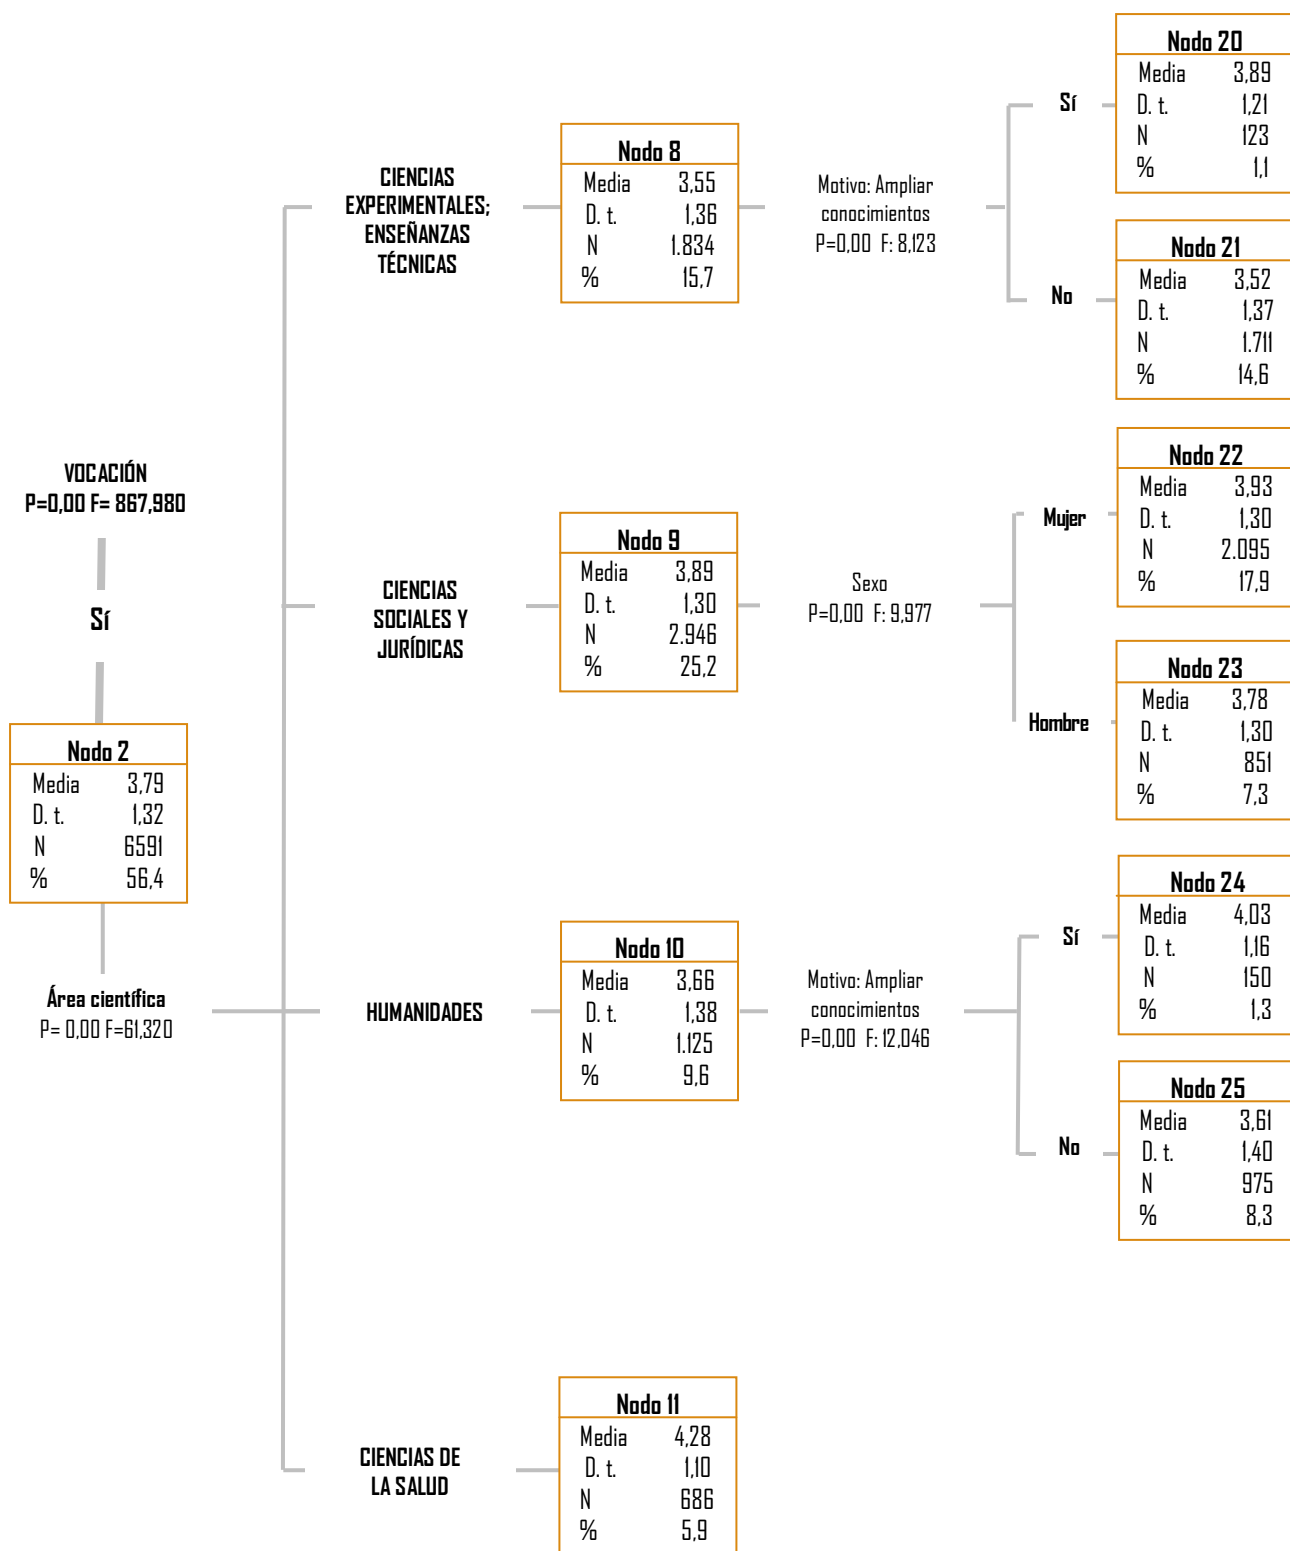 VOCACIÓN
P=0,00 F= 867,980
Sí
Nodo 2
Media 3,79
D. t. 1,32
N 6591
% 56,4
Área científica
P= 0,00 F=61,320
CIENCIAS
EXPERIMENTALES;
ENSEÑANZAS
TÉCNICAS
Nodo 8
Media 3,55
D. t. 1,36
N 1.834
% 15,7
Motivo: Ampliar
conocimientos
P=0,00 F: 8,123
Sí
Nodo 20
Media 3,89
D. t. 1,21
N 123
% 1,1
No
Nodo 21
Media 3,52
D. t. 1,37
N 1.711
% 14,6
CIENCIAS
SOCIALES Y
JURÍDICAS
Nodo 9
Media 3,89
D. t. 1,30
N 2.946
% 25,2
Sexo
P=0,00 F: 9,977
Mujer
Nodo 22
Media 3,93
D. t. 1,30
N 2.095
% 17,9
Hombre
Nodo 23
Media 3,78
D. t. 1,30
N 851
% 7,3
HUMANIDADES
Nodo 10
Media 3,66
D. t. 1,38
N 1.125
% 9,6
Motivo: Ampliar
conocimientos
P=0,00 F: 12,046
Sí
Nodo 24
Media 4,03
D. t. 1,16
N 150
% 1,3
No
Nodo 25
Media 3,61
D. t. 1,40
N 975
% 8,3
CIENCIAS DE
LA SALUD
Nodo 11
Media 4,28
D. t. 1,10
N 686
% 5,9